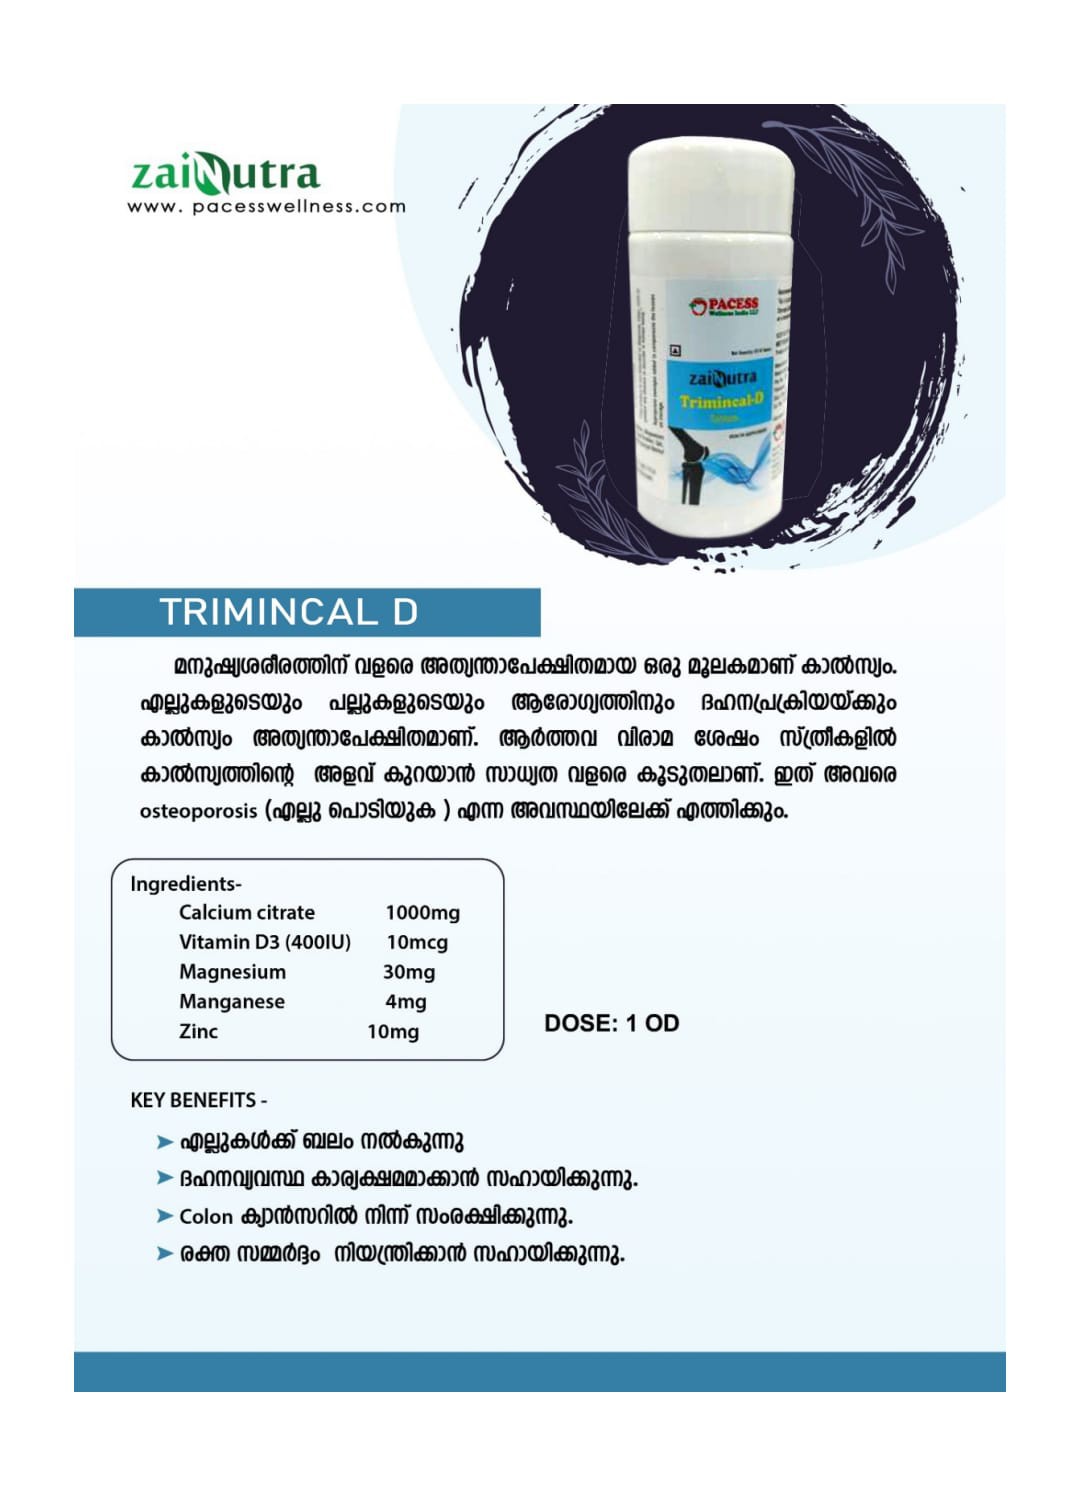 zaiNutra
www. pacesswellness.com
PACESS
Wellness India LLP
zaiNutra
Trimincal-D
TRIMINCAL D
മനുഷ്യശരീരത്തിന് വളരെ അത്യന്താപേക്ഷിതമായ ഒരു മൂലകമാണ് കാൽസ്യം.
എല്ലുകളുടെയും പല്ലുകളുടെയും ആരോഗ്യത്തിനും ദഹനപ്രക്രിയയ്ക്കും
കാൽസ്യം അത്യന്താപേക്ഷിതമാണ്. ആർത്തവ വിരാമ ശേഷം സ്ത്രീകളിൽ
കാൽസ്യത്തിന്റെ അളവ് കുറയാൻ സാധ്യത വളരെ കൂടുതലാണ്. ഇത് അവരെ
osteoporosis (എല്ലു പൊടിയുക ) എന്ന അവസ്ഥയിലേക്ക് എത്തിക്കും.
Ingredients-
Calcium citrate 1000mg
Vitamin D3 (400IU) 10mcg
Magnesium 30mg
Manganese 4mg
Zinc 10mg
DOSE: 1 OD
KEY BENEFITS -
➤ എല്ലുകൾക്ക് ബലം നൽകുന്നു
➤ ദഹനവ്യവസ്ഥ കാര്യക്ഷമമാക്കാൻ സഹായിക്കുന്നു.
➤ Colon ക്യാൻസറിൽ നിന്ന് സംരക്ഷിക്കുന്നു.
➤ രക്ത സമ്മർദ്ദം നിയന്ത്രിക്കാൻ സഹായിക്കുന്നു.